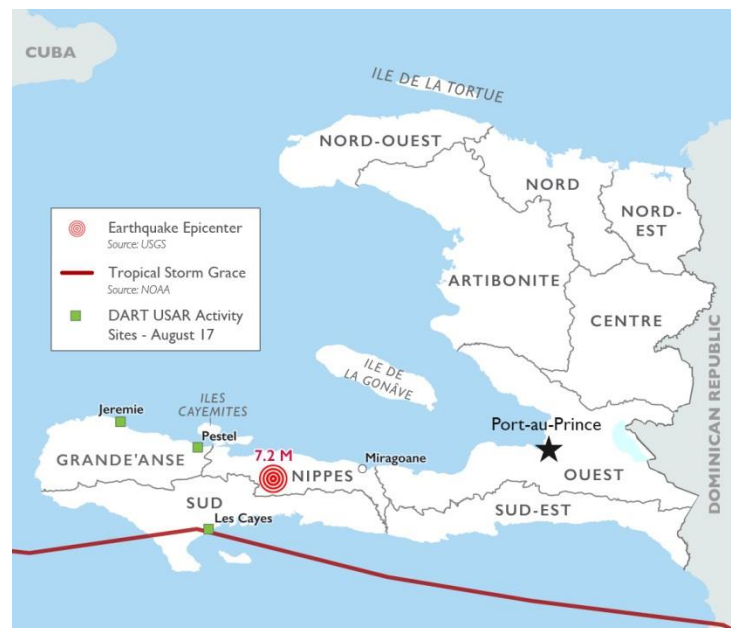 CUBA
ILE DE LA TORTUE
NORD-OUEST
NORD
NORD-
EST
Earthquake Epicenter
Source: USGS
Tropical Storm Grace
Source: NOAA
DART USAR Activity
Sites - August 17
ARTIBONITE
CENTRE
DOMINICAN REPUBLIC
ILE DE
LA GONÂVE
ILES
CAYEMITES
Jeremie
Pestel
Port-au-Prince
GRANDE'ANSE
7.2 M
Miragoane
NIPPES
OUEST
SUD
Les Cayes
SUD-EST